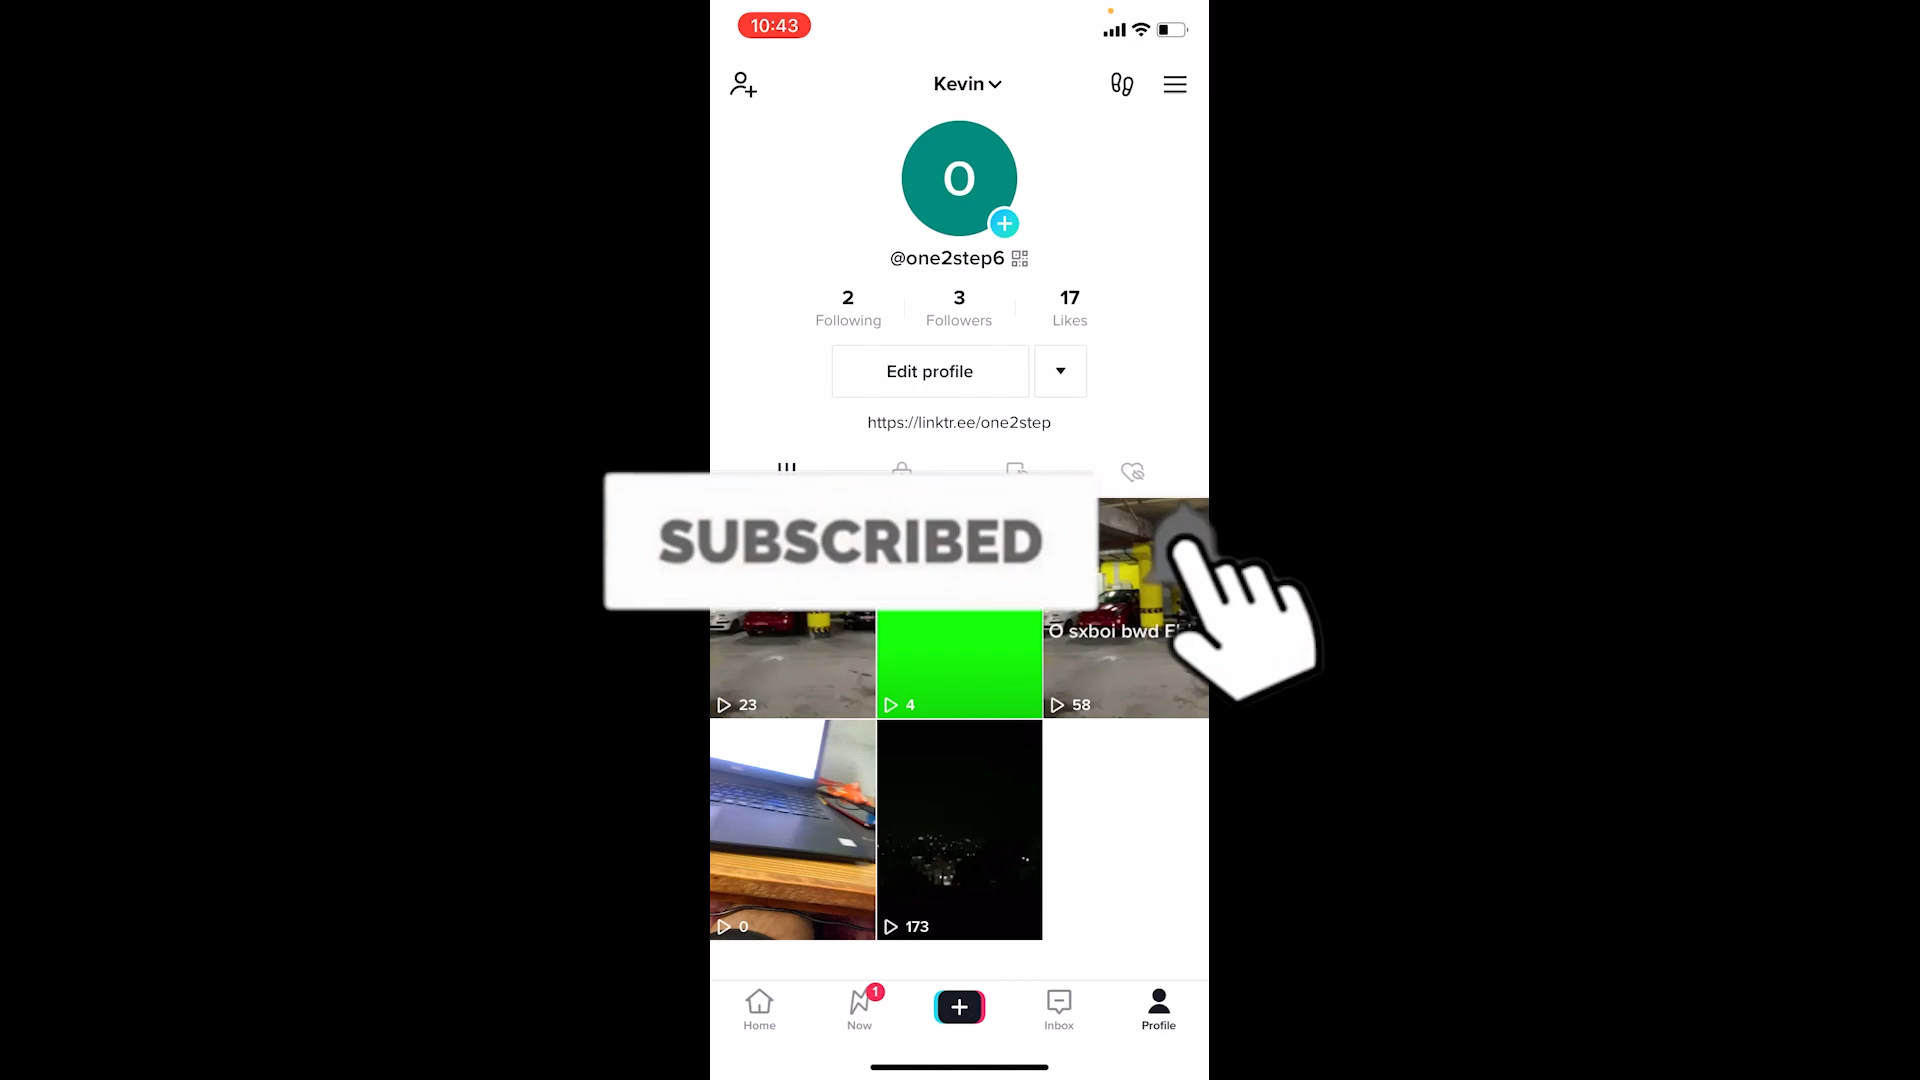 10:43
Kevin
O
@one2step6
2 3 17
Following Followers Likes
Edit profile
https://linktr.ee/one2step
SUBSCRIBED
O sxboi bwd
23 4 58
0 173
1
Home Now Inbox Profile